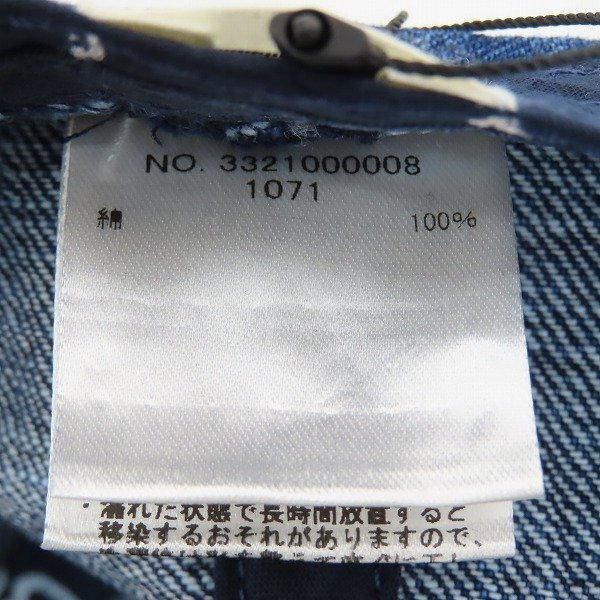 NO. 3321000008
1071
綿 100%
・濡れた状態で長時間放置すると
移染するおそれがありますので、